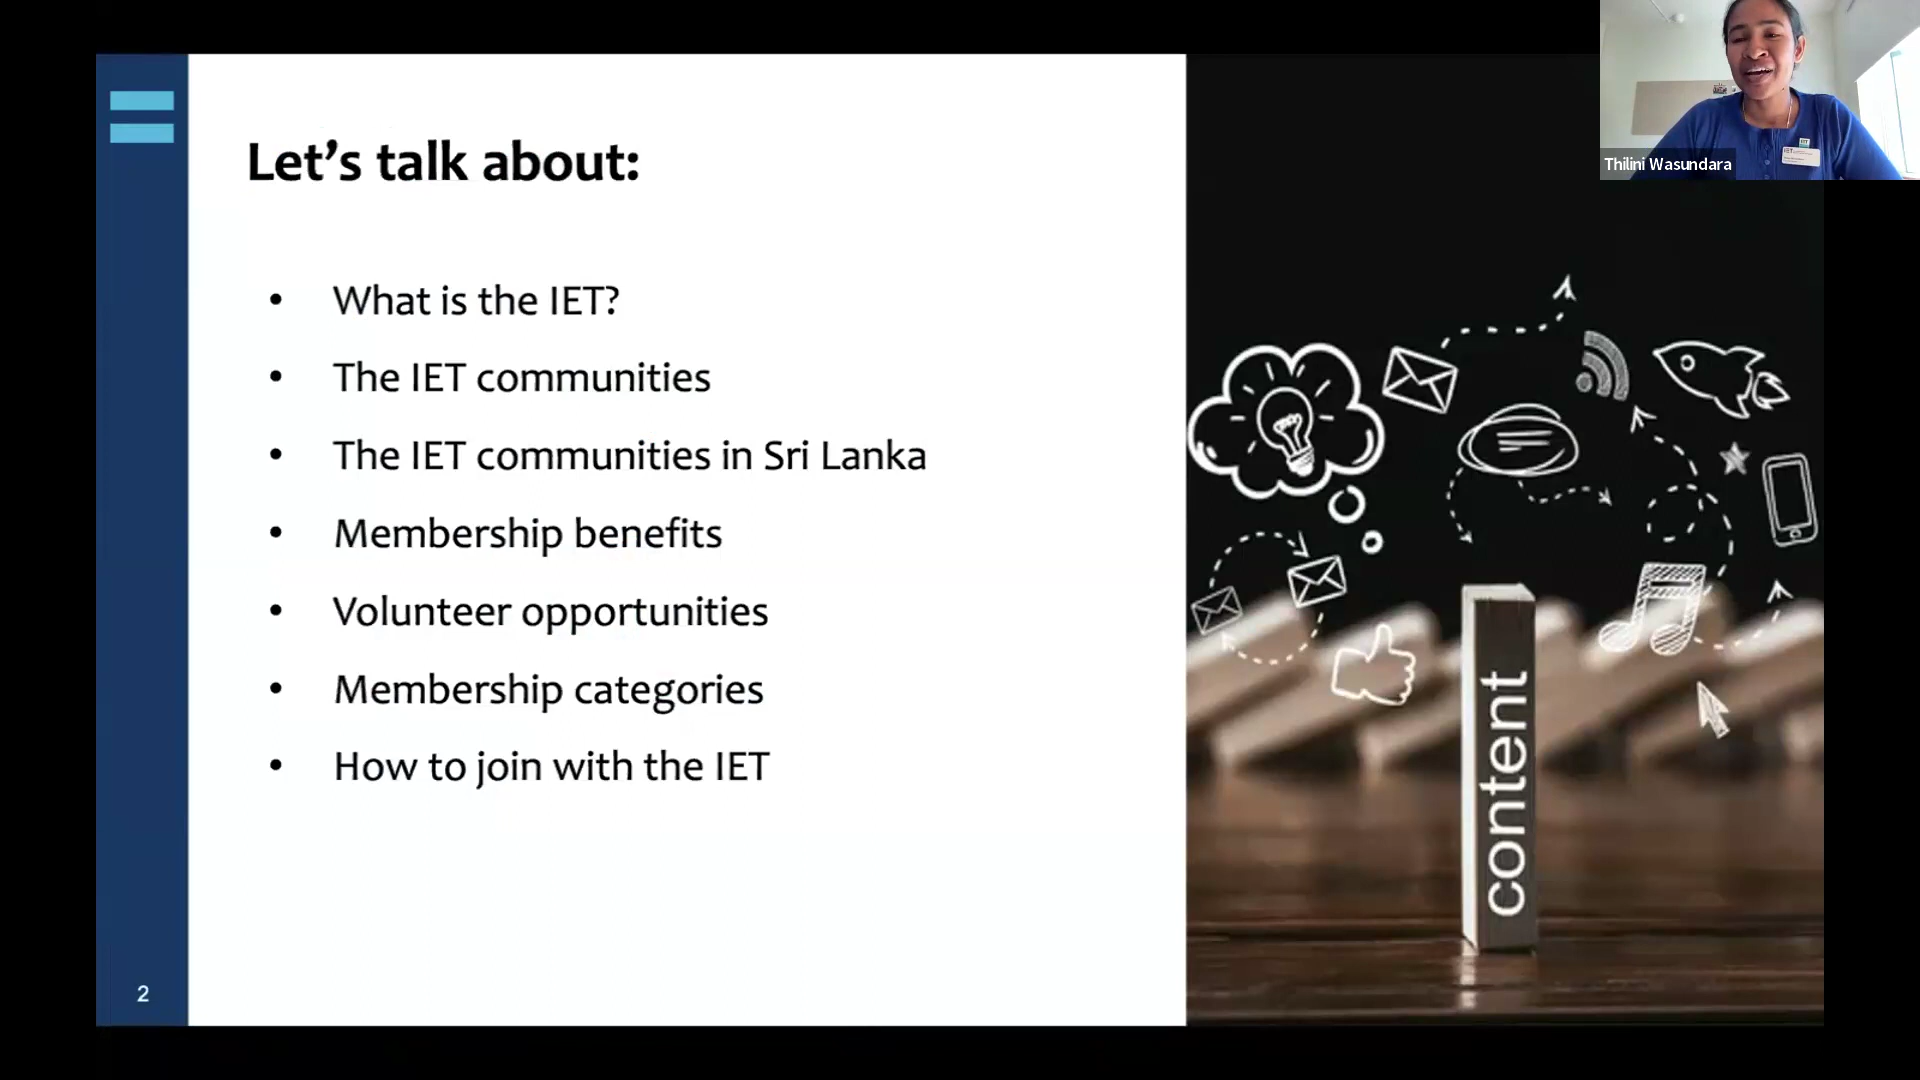 Let's talk about:
• What is the IET?
• The IET communities
• The IET communities in Sri Lanka
• Membership benefits
• Volunteer opportunities
• Membership categories
• How to join with the IET
2
content
Thilini Wasundara
IET